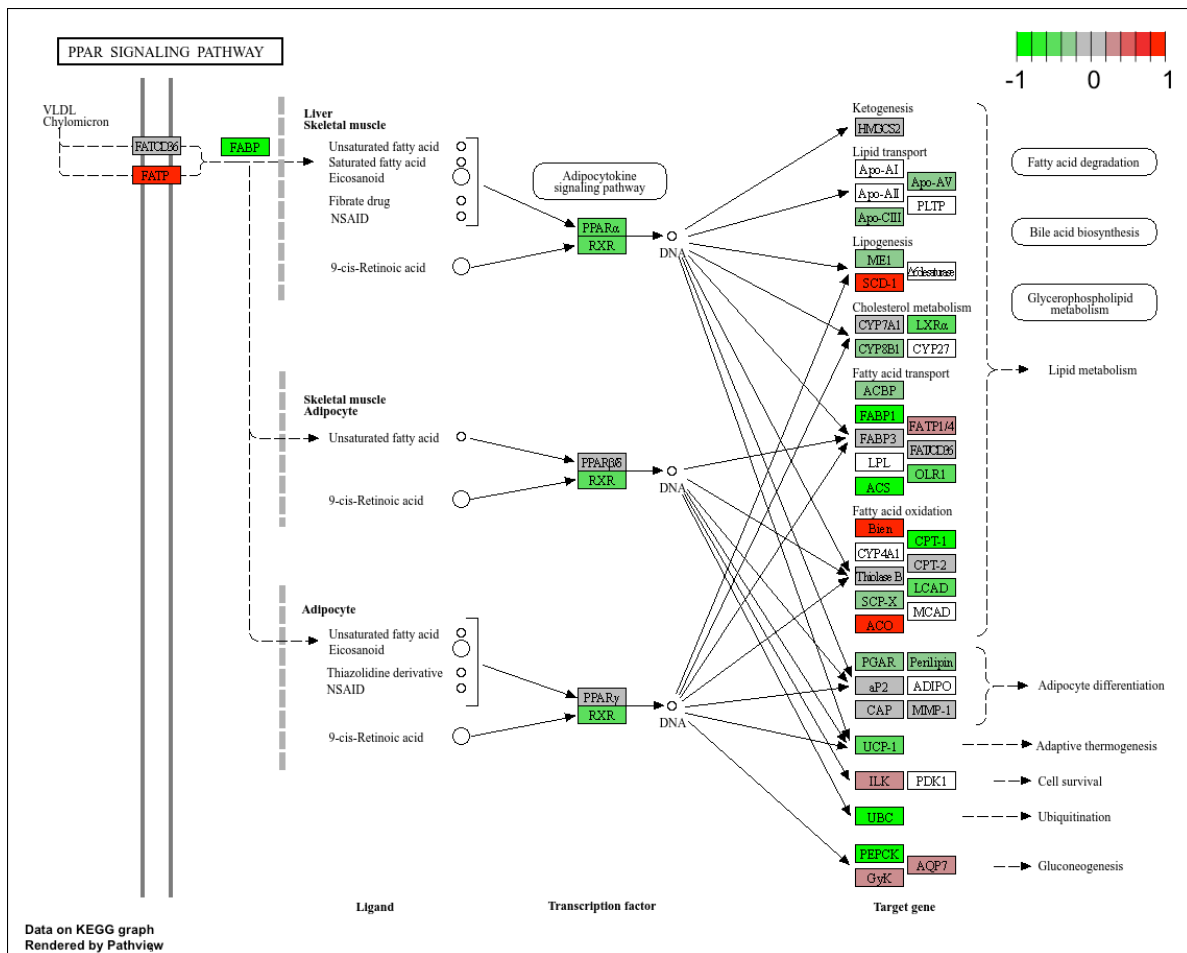 PPAR SIGNALING PATHWAY
-1 0 1
VLDL
Chylomicron
FAT/CD36
FATP
FABP
Liver
Skeletal muscle
Unsaturated fatty acid
Saturated fatty acid
Eicosanoid
Fibrate drug
NSAID
9-cis-Retinoic acid
Adipocytokine
signaling pathway
PPARα
RXR
DNA
Skeletal muscle
Adipocyte
Unsaturated fatty acid
9-cis-Retinoic acid
PPARβ/δ
RXR
DNA
Adipocyte
Unsaturated fatty acid
Eicosanoid
Thiazolidine derivative
NSAID
9-cis-Retinoic acid
PPARγ
RXR
DNA
Ketogenesis
HMGCS2
Lipid transport
Apo-AI
Apo-AII
Apo-CIII
Apo-AV
PLTP
Lipogenesis
ME1
SCD-1
Δ6desaturase
Cholesterol metabolism
CYP7A1
LXRα
CYP8B1
CYP27
Fatty acid transport
ACBP
FABP1
FABP3
LPL
ACS
FATP1/4
FAT/CD36
OLR1
Fatty acid oxidation
Bien
CYP4A1
Thiolase B
SCP-X
ACO
CPT-1
CPT-2
LCAD
MCAD
PGAR
Perilipin
aP2
ADIPO
CAP
MMP-1
UCP-1
ILK
PDK1
UBC
PEPCK
GyK
AQP7
Fatty acid degradation
Bile acid biosynthesis
Glycerophospholipid
metabolism
Lipid metabolism
Adipocyte differentiation
Adaptive thermogenesis
Cell survival
Ubiquitination
Gluconeogenesis
Ligand
Transcription factor
Target gene
Data on KEGG graph
Rendered by Pathview